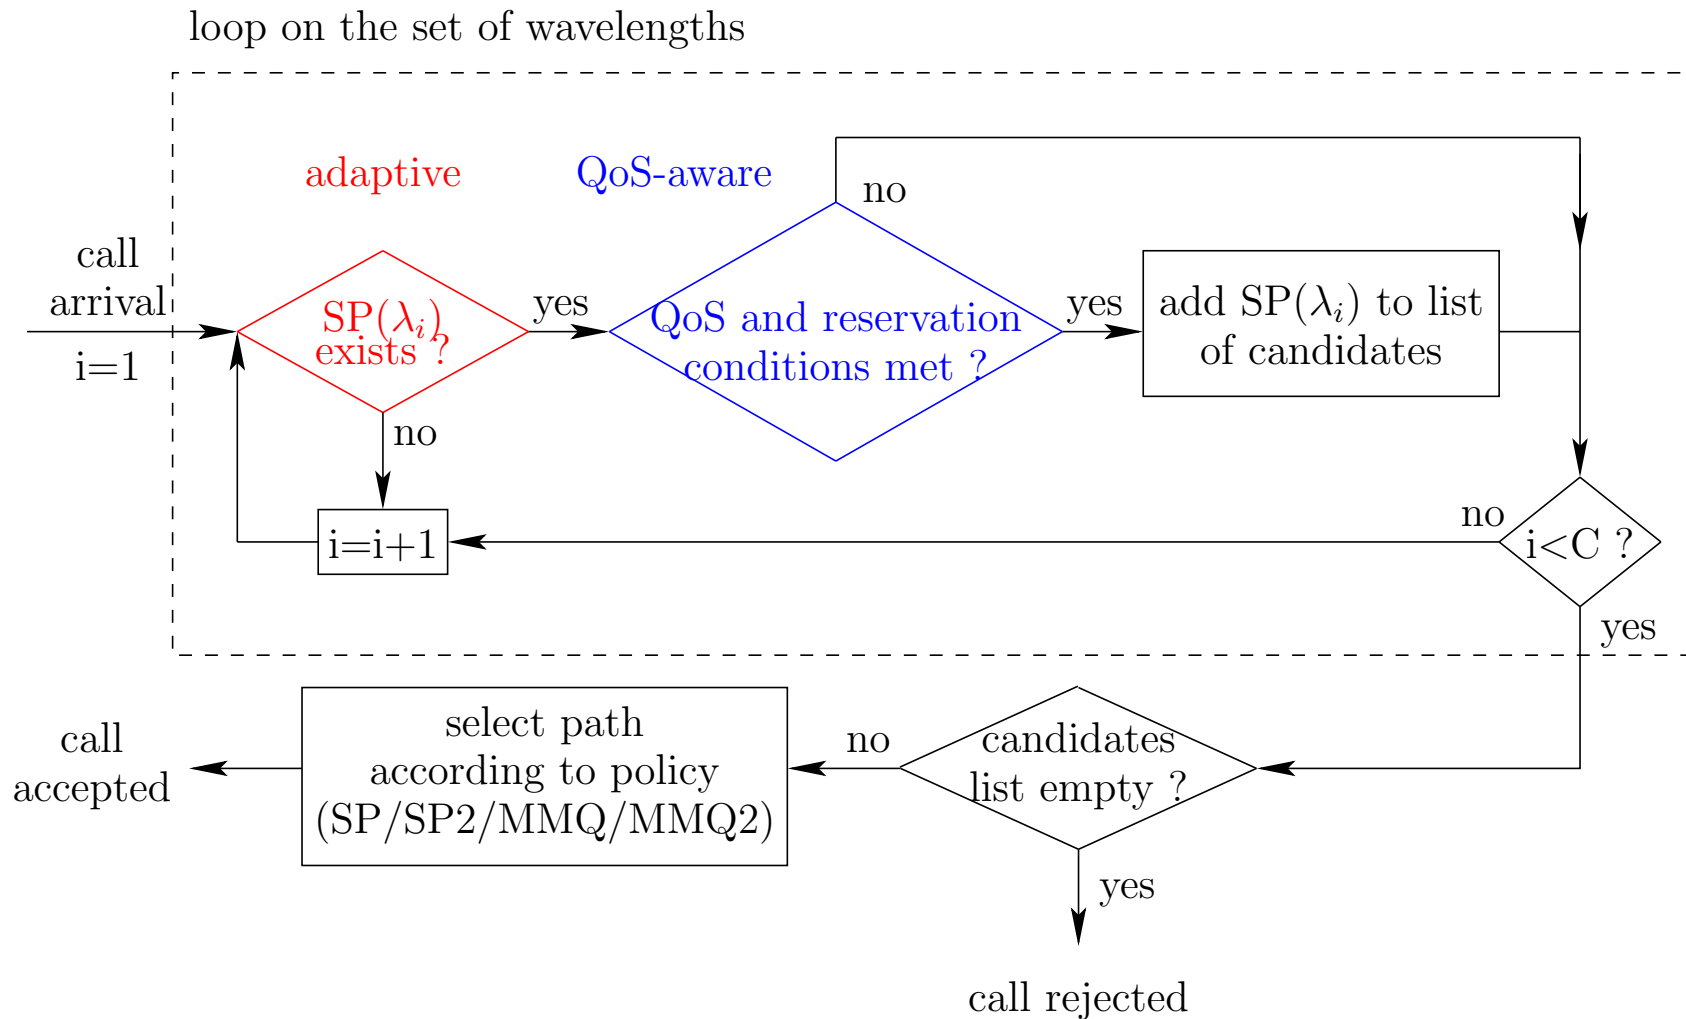 loop on the set of wavelengths
adaptive
QoS-aware
no
call
arrival
i=1
SP(λᵢ)
exists ?
yes
QoS and reservation
conditions met ?
yes
add SP(λᵢ) to list
of candidates
no
i=i+1
no
i<C ?
yes
call
accepted
select path
according to policy
(SP/SP2/MMQ/MMQ2)
no
candidates
list empty ?
yes
call rejected